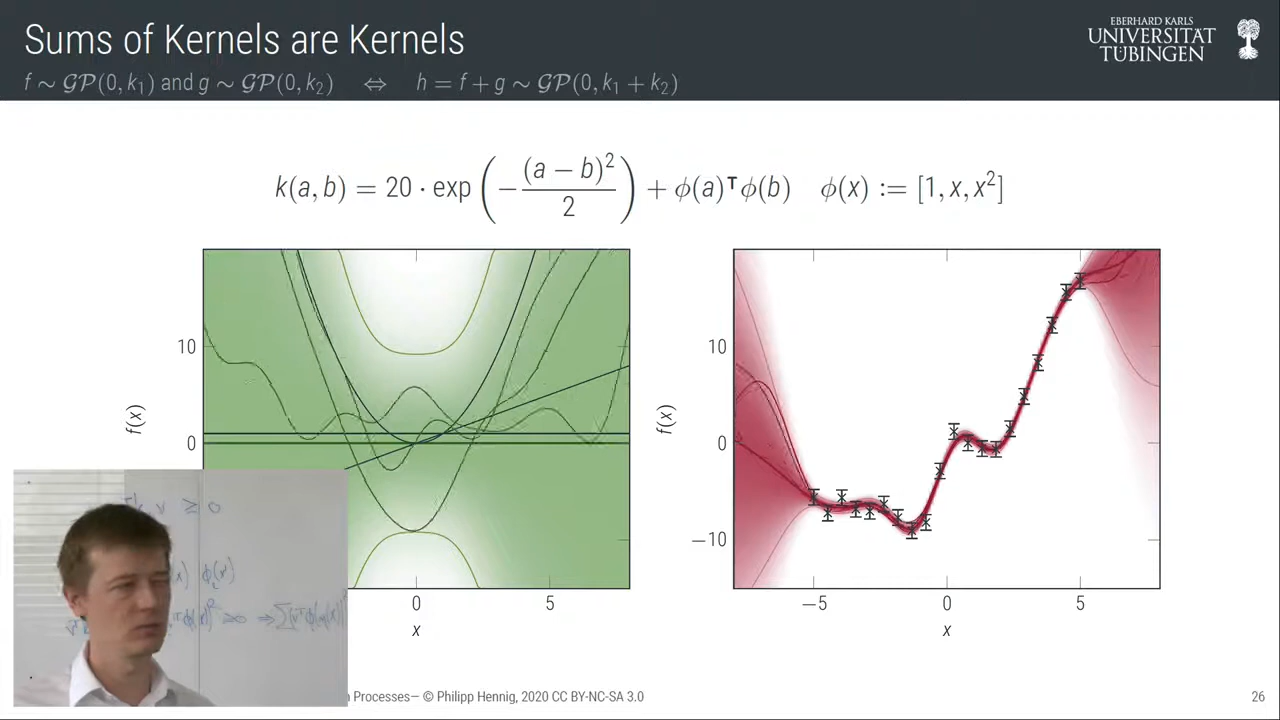 Sums of Kernels are Kernels
f ∼ GP(0, k₁) and g ∼ GP(0, k₂) ⇔ h = f + g ∼ GP(0, k₁ + k₂)
EBERHARD KARLS
UNIVERSITÄT
TÜBINGEN
k(a, b) = 20 · exp(−(a − b)²/2) + ϕ(a)ᵀϕ(b) ϕ(x) := [1, x, x²]
10
0
f(x)
0
5
x
10
0
−10
f(x)
−5
0
5
x
v ≥ 0
Processes— © Philipp Hennig, 2020 CC BY-NC-SA 3.0
26